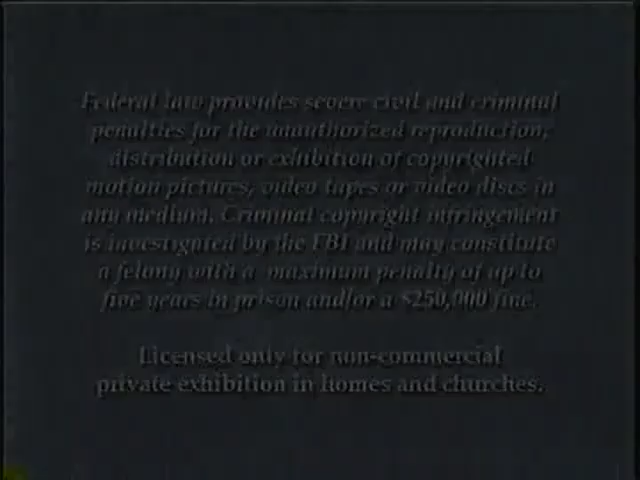 Federal law provides severe civil and criminal
penalties for the unauthorized reproduction,
distribution or exhibition of copyrighted
motion pictures, video tapes or video discs in
any medium. Criminal copyright infringement
is investigated by the FBI and may constitute
a felony with a maximum penalty of up to
five years in prison and/or a $250,000 fine.
Licensed only for non-commercial
private exhibition in homes and churches.